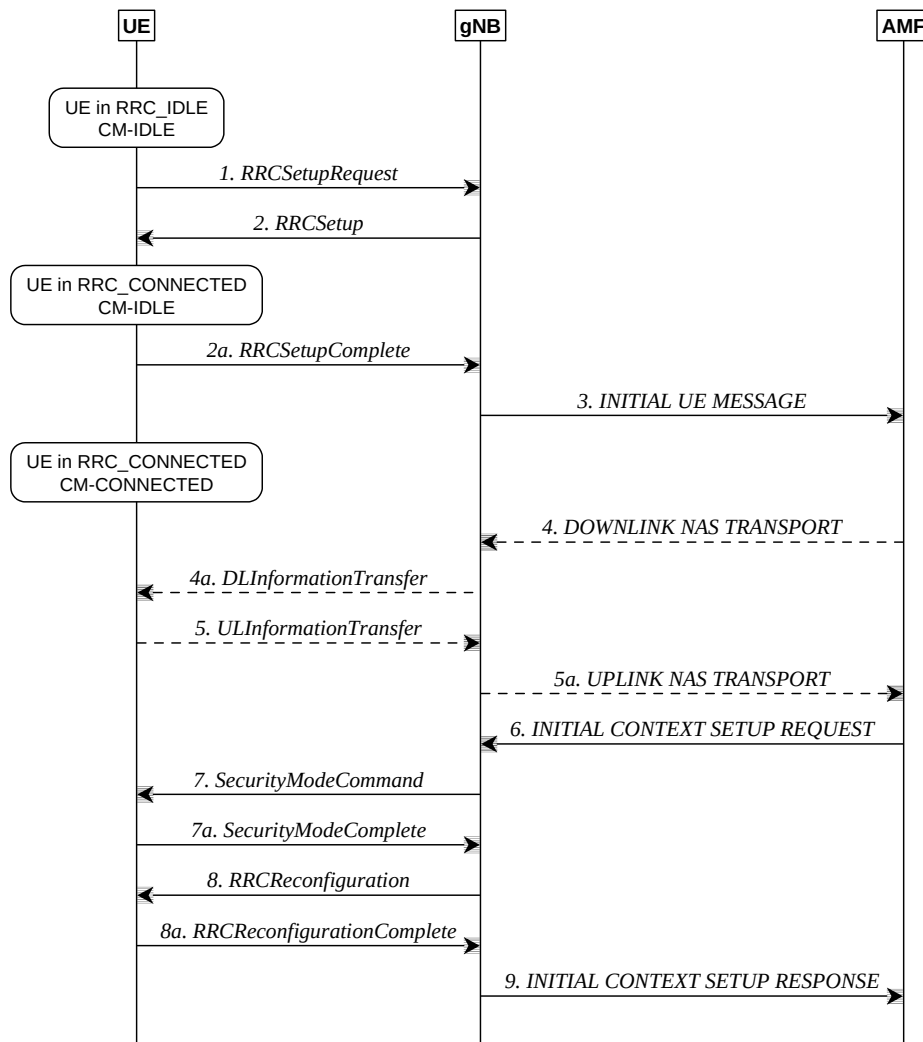 UE
gNB
AMF
UE in RRC_IDLE
CM-IDLE
1. RRCSetupRequest
2. RRCSetup
UE in RRC_CONNECTED
CM-IDLE
2a. RRCSetupComplete
3. INITIAL UE MESSAGE
UE in RRC_CONNECTED
CM-CONNECTED
4. DOWNLINK NAS TRANSPORT
4a. DLInformationTransfer
5. ULInformationTransfer
5a. UPLINK NAS TRANSPORT
6. INITIAL CONTEXT SETUP REQUEST
7. SecurityModeCommand
7a. SecurityModeComplete
8. RRCReconfiguration
8a. RRCReconfigurationComplete
9. INITIAL CONTEXT SETUP RESPONSE